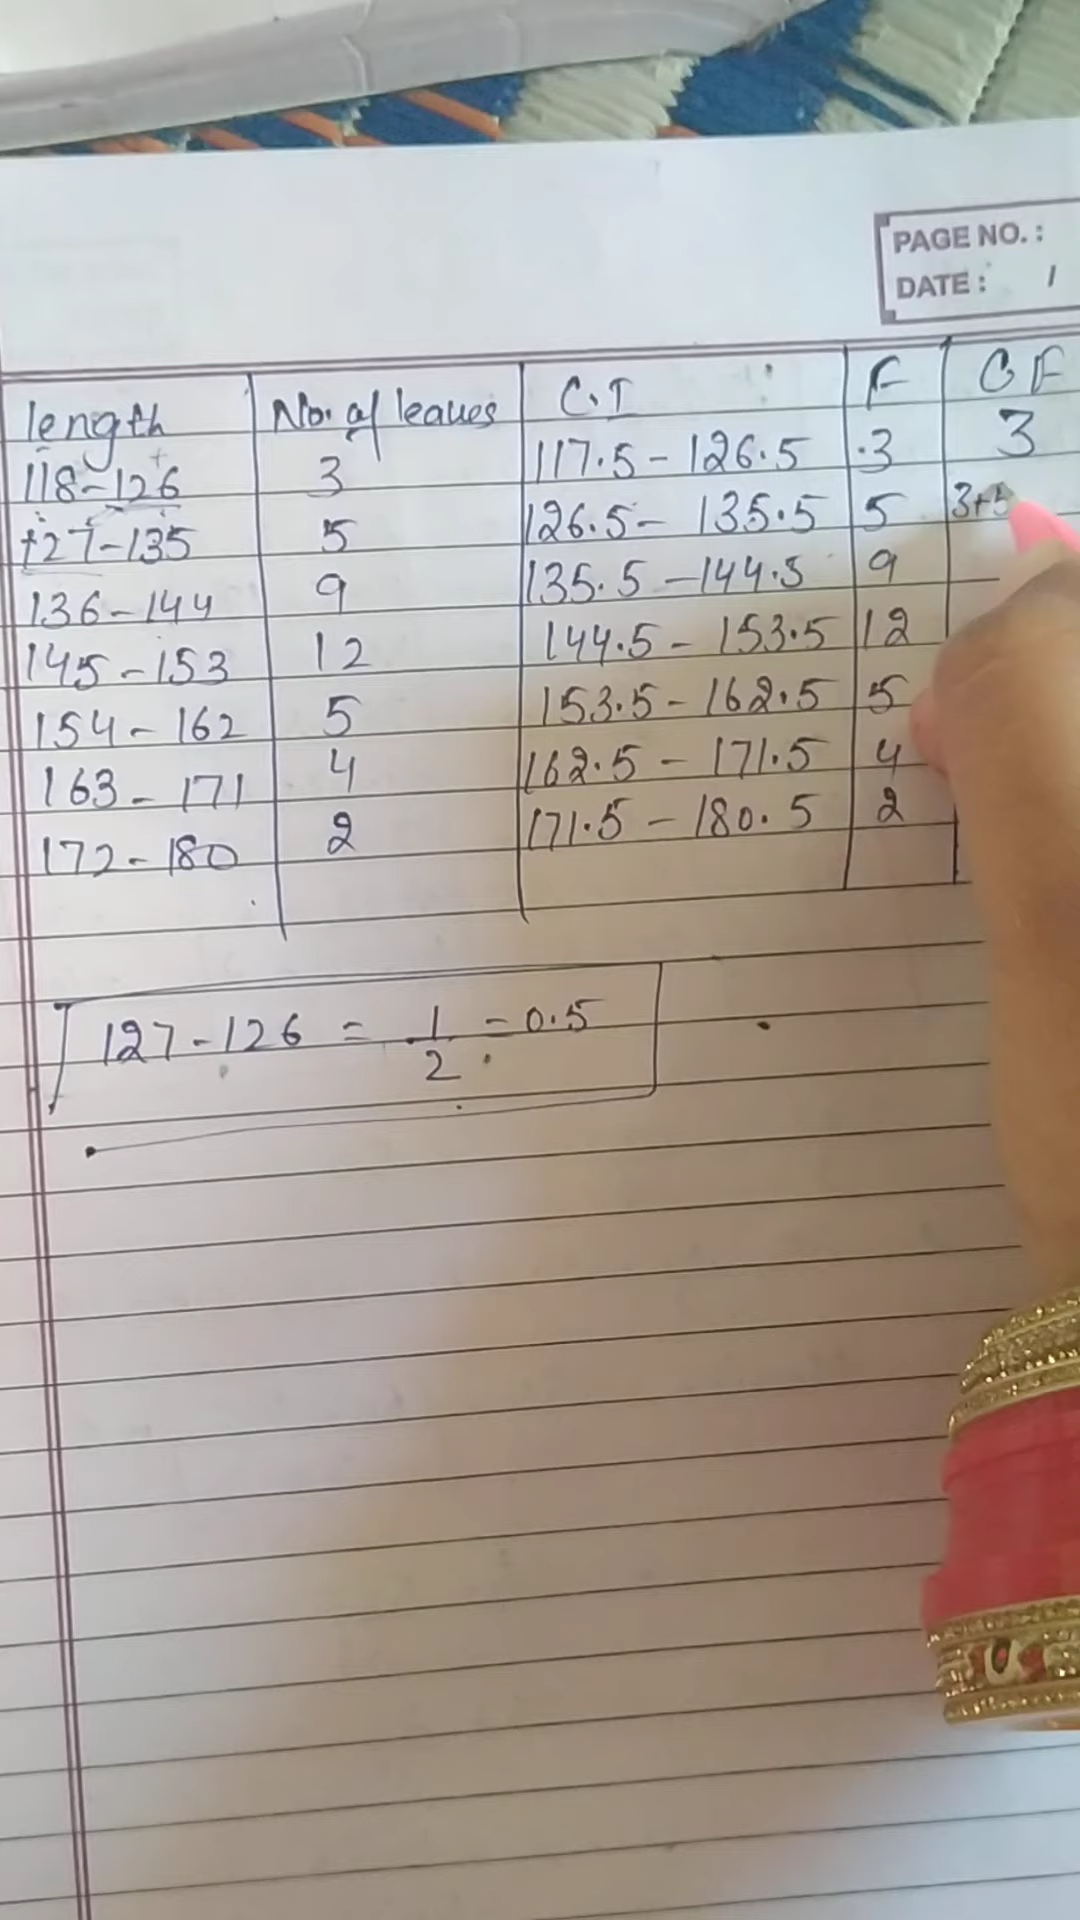 PAGE NO. :
DATE : /
length No. of leaves C.I F CF
118-126 3 117.5-126.5 3 3
127-135 5 126.5-135.5 5 3+5
136-144 9 135.5-144.5 9
145-153 12 144.5-153.5 12
154-162 5 153.5-162.5 5
163-171 4 162.5-171.5 4
172-180 2 171.5-180.5 2
127-126 = 1/2 = 0.5